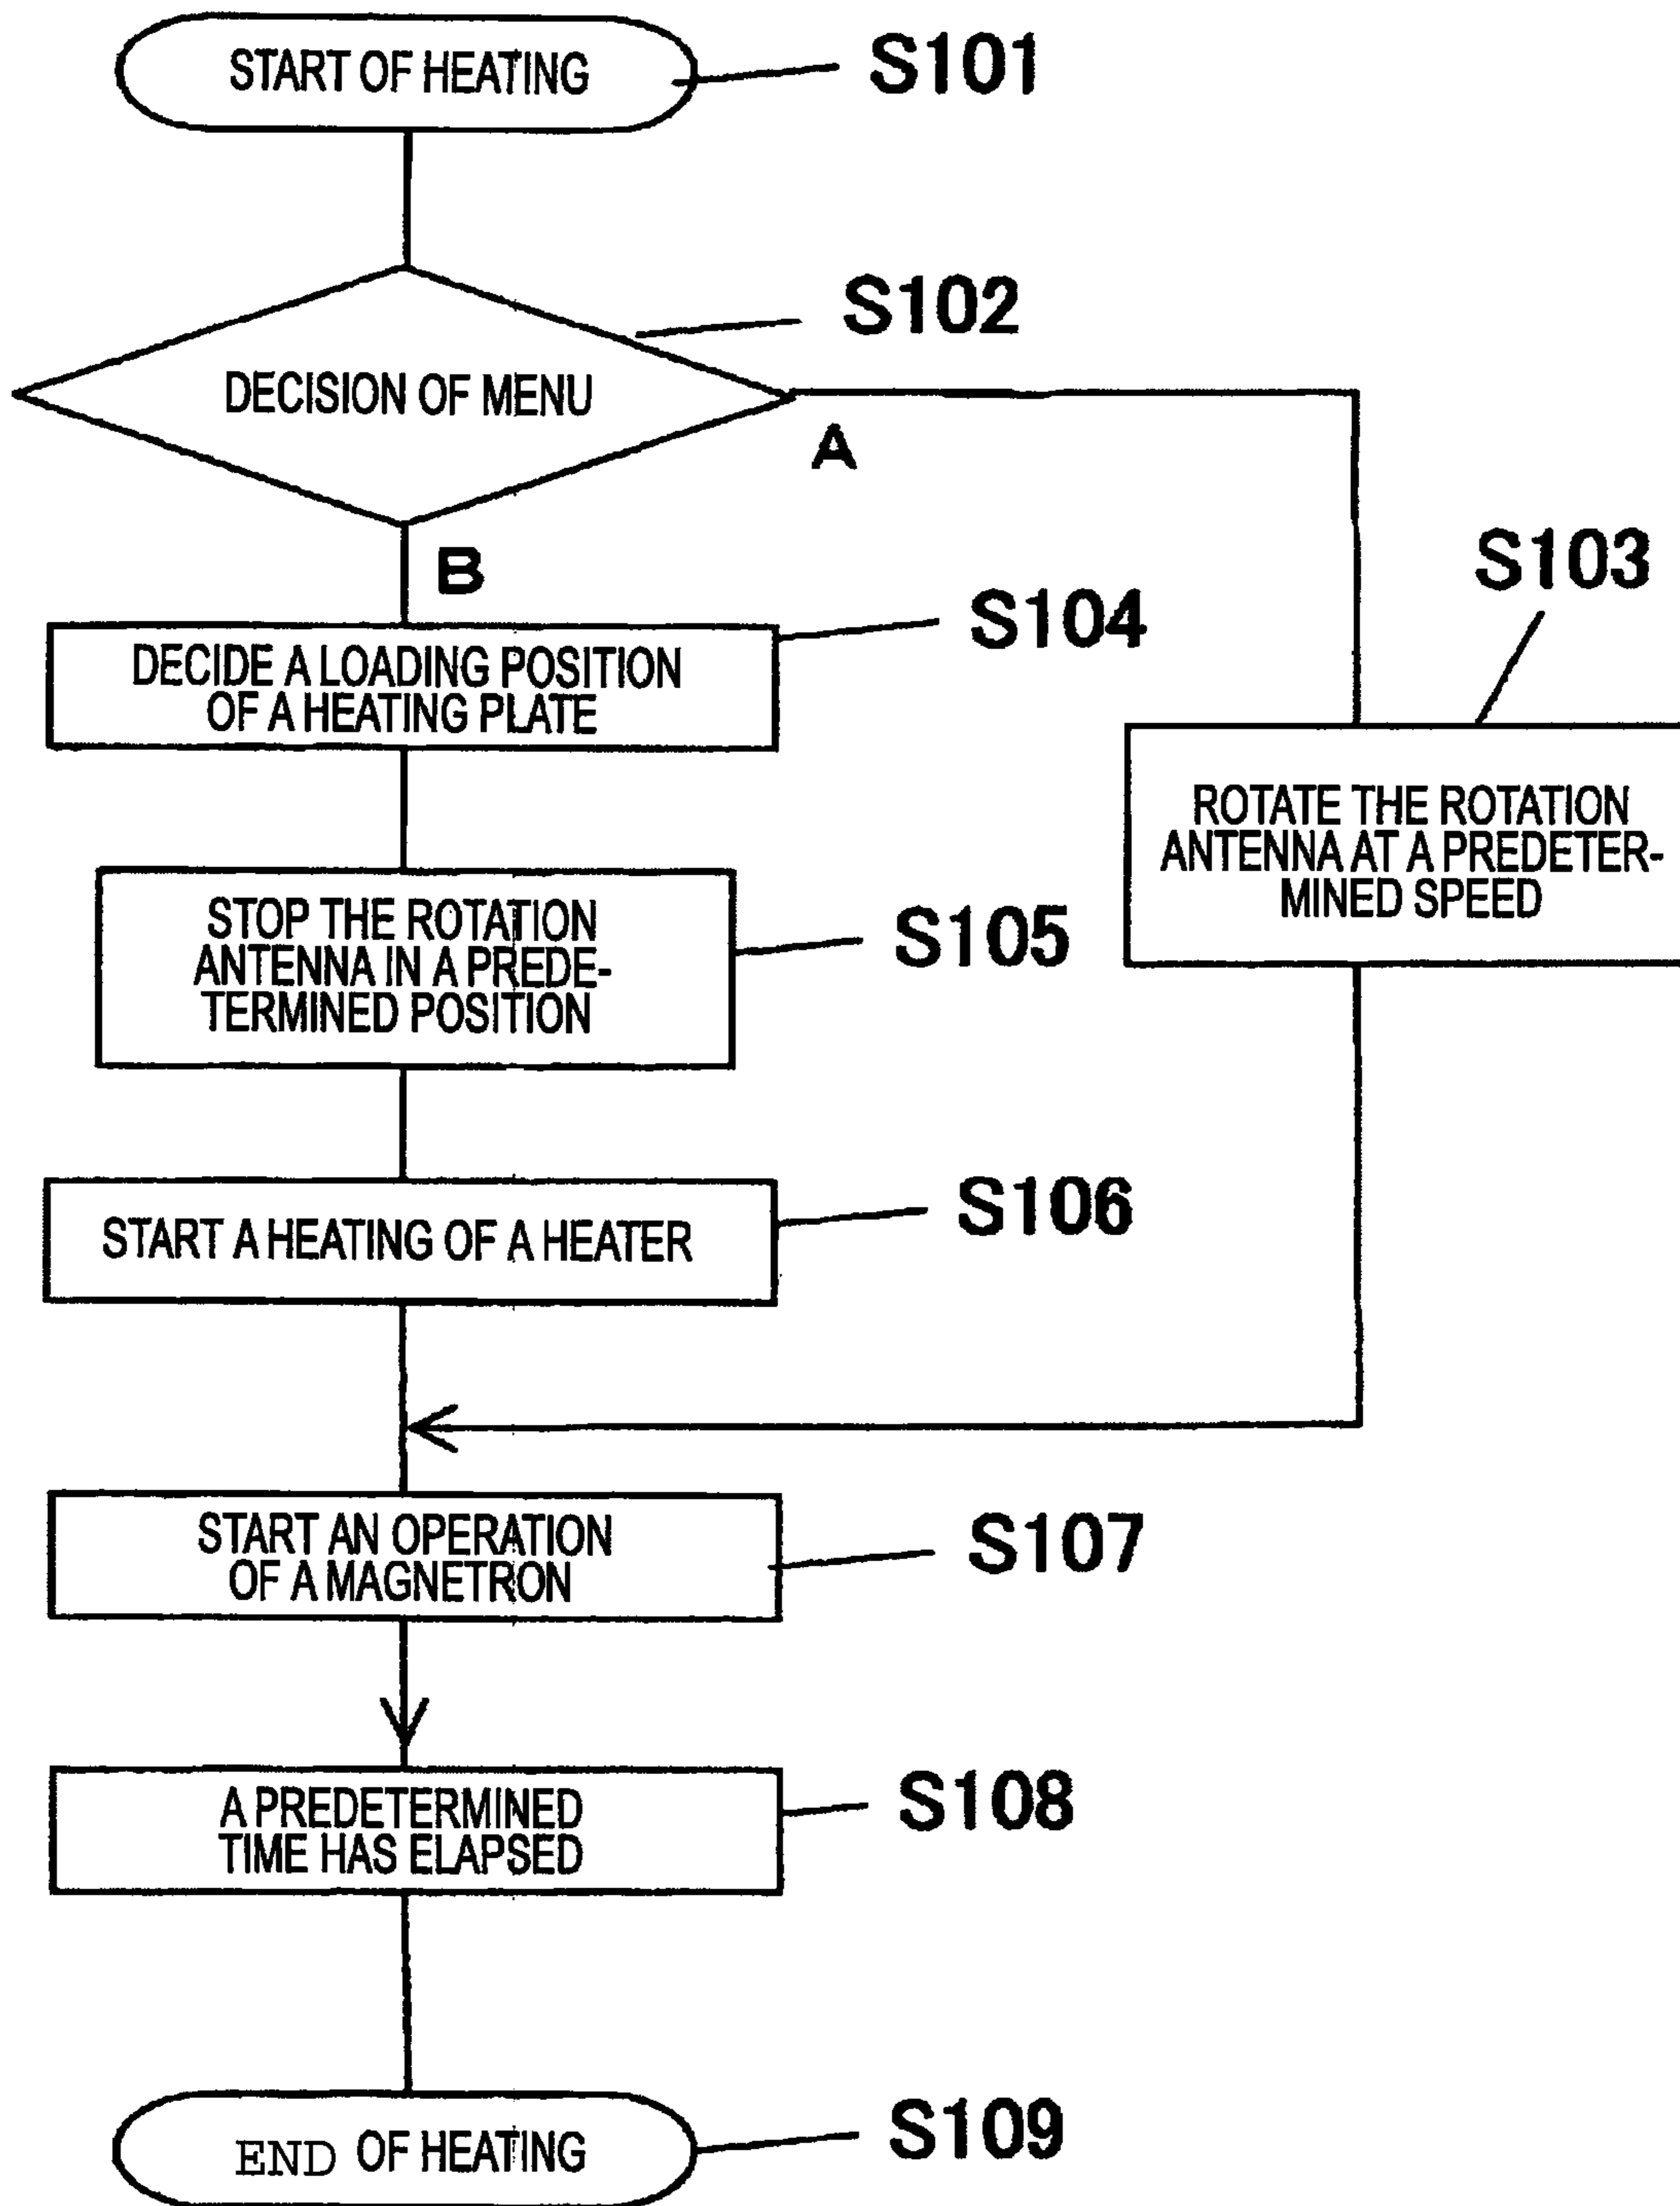 START OF HEATING
S101
S102
DECISION OF MENU
A
B
S103
S104
DECIDE A LOADING POSITION
OF A HEATING PLATE
ROTATE THE ROTATION
ANTENNA AT A PREDETER-
MINED SPEED
STOP THE ROTATION
ANTENNA IN A PREDE-
TERMINED POSITION
S105
START A HEATING OF A HEATER
S106
START AN OPERATION
OF A MAGNETRON
S107
A PREDETERMINED
TIME HAS ELAPSED
S108
END OF HEATING
S109